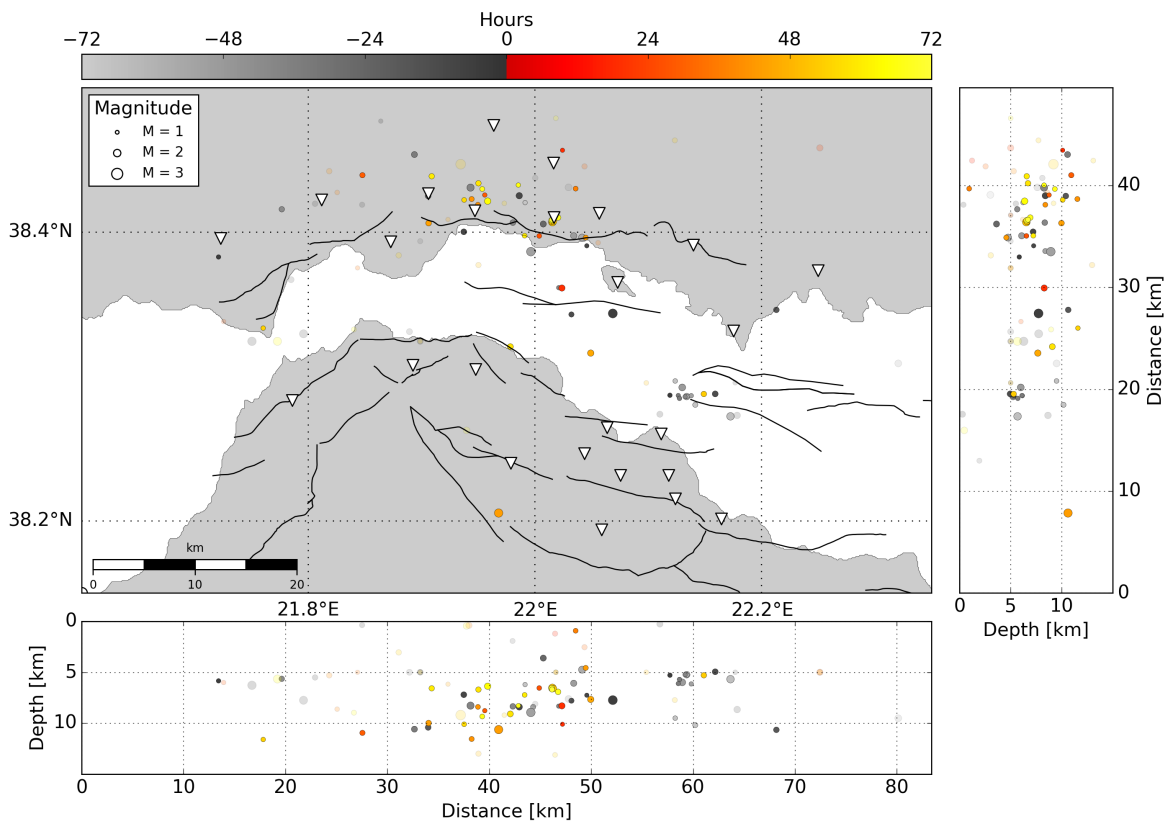 Hours
−72 −48 −24 0 24 48 72
Magnitude
M = 1
M = 2
M = 3
38.4°N
38.2°N
km
0 10 20
21.8°E 22°E 22.2°E
40
30
20
10
0
Distance [km]
0 5 10
Depth [km]
0
5
10
Depth [km]
0 10 20 30 40 50 60 70 80
Distance [km]